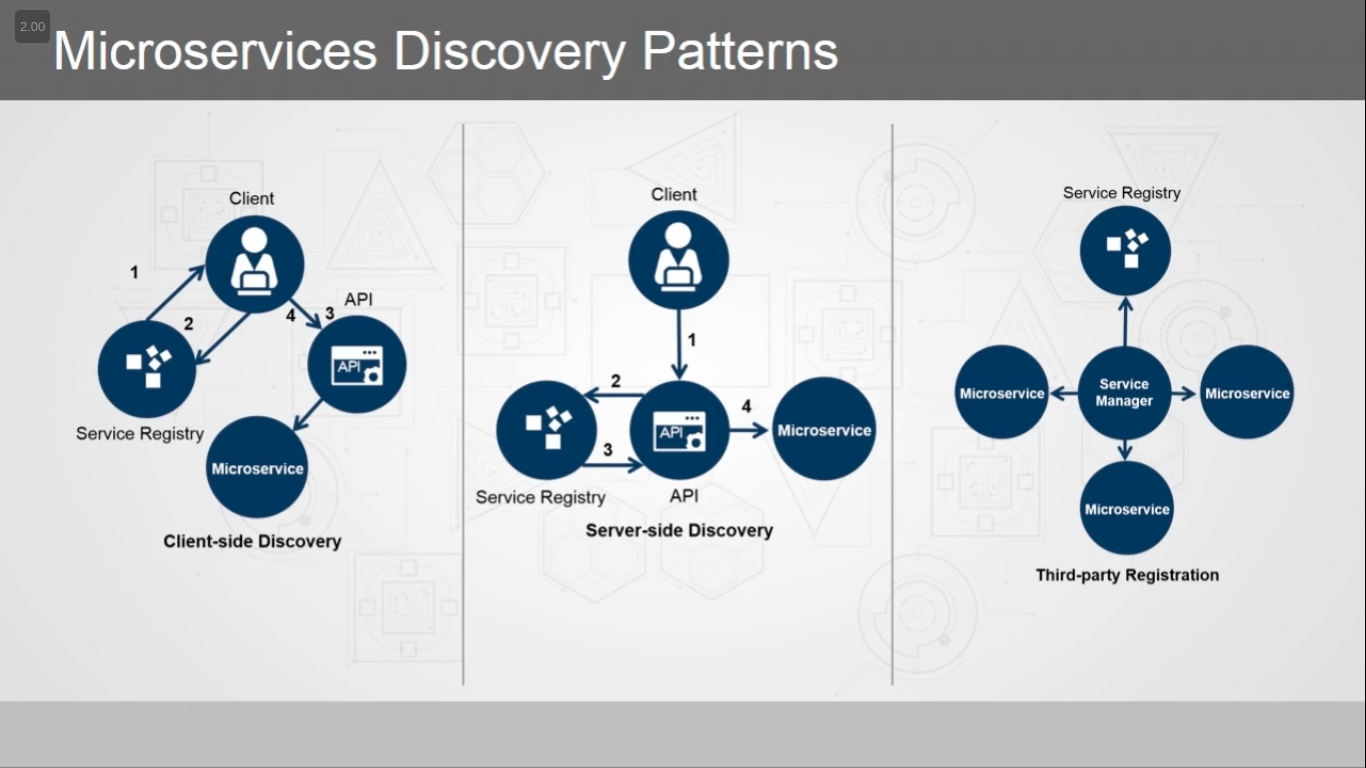 2.00
Microservices Discovery Patterns
Client
1
2
4
3
API
API
Service Registry
Microservice
Client-side Discovery
Client
1
2
3
4
API
Microservice
Service Registry
API
Server-side Discovery
Service Registry
Microservice
Service
Manager
Microservice
Microservice
Third-party Registration